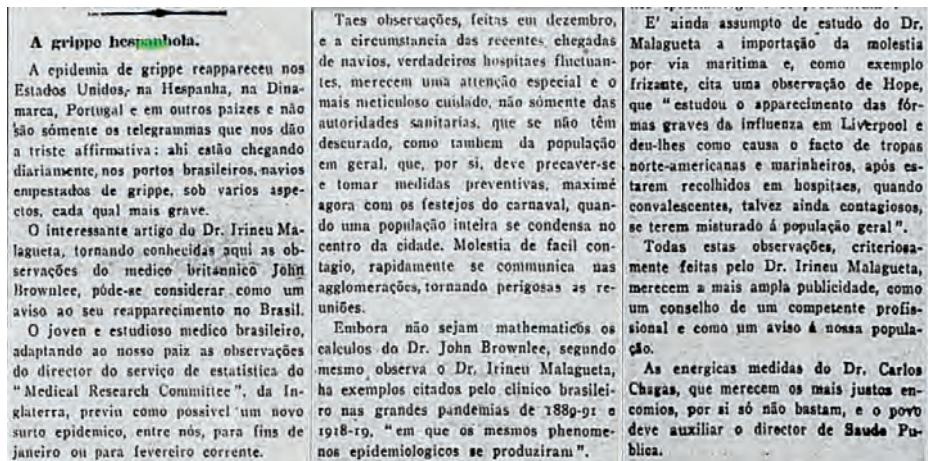 A grippo hespanhola.
A epidemia de grippe reappareceu nos
Estados Unidos, na Hespanha, na Dina-
marca, Portugal e em outros paizes e não
são sómente os telegrammas que nos dão
a triste affirmativa: ahi estão chegando
diariamente, nos portos brasileiros, navios
empestados de grippe, sob varios aspe-
ctos, cada qual mais grave.
O interessante artigo do Dr. Irineu Ma-
lagueta, tornando conhecidas aqui as ob-
servações do medico britannico John
Brownlee, póde-se considerar como um
aviso ao seu reapparecimento no Brasil.
O joven e estudioso medico brasileiro,
adaptando ao nosso paiz as observações
do director do serviço de estatistica do
"Medical Research Committee", da In-
glaterra, previu como possivel um novo
surto epidemico, entre nós, para fins de
janeiro ou para fevereiro corrente.
Taes observações, feitas em dezembro,
e a circumstancia das recentes chegadas
de navios, verdadeiros hospitaes fluctuan-
tes, merecem uma attenção especial e o
mais meticuloso cuidado, não sómente das
autoridades sanitarias, que se não têm
descurado, como tambem da população
em geral, que, por si, deve precaver-se
e tomar medidas preventivas, maximé
agora com os festejos do carnaval, quan-
do uma população inteira se condensa no
centro da cidade. Molestia de facil con-
tagio, rapidamente se communica nas
agglomerações, tornando perigosas as re-
uniões.
Embora não sejam mathematicos os
calculos do Dr. John Brownlee, segundo
mesmo observa o Dr. Irineu Malagueta,
ha exemplos citados pelo clinico brasilei-
ro nas grandes pandemias de 1889-91 e
1918-19, "em que os mesmos phenome-
nos epidemiologicos se produziram".
E' ainda assumpto de estudo do Dr.
Malagueta a importação da molestia
por via maritima e, como exemplo
frizante, cita uma observação de Hope,
que "estudou o apparecimento das fór-
mas graves da influenza em Liverpool e
deu-lhes como causa o facto de tropas
norte-americanas e marinheiros, após es-
tarem recolhidos em hospitaes, quando
convalescentes, talvez ainda contagiosos,
se terem misturado á população geral".
Todas estas observações, criteriosa-
mente feitas pelo Dr. Irineu Malagueta,
merecem a mais ampla publicidade, como
um conselho de um competente profis-
sional e como um aviso á nossa popula-
ção.
As energicas medidas do Dr. Carlos
Chagas, que merecem os mais justos en-
comios, por si só não bastam, e o povo
deve auxiliar o director de Saude Pu-
blica.